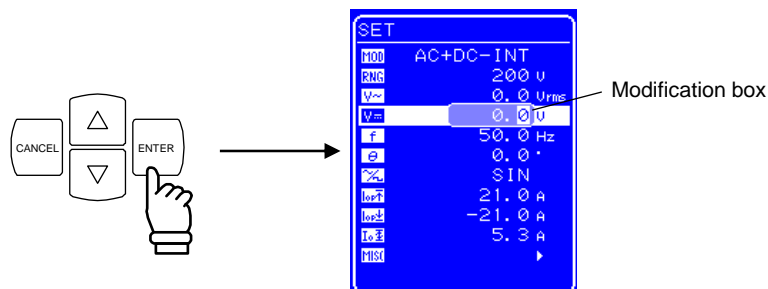 CANCEL
ENTER
SET
MOD AC+DC-INT
RNG 200 V
V~ 0.0 Vrms
V⎓ 0.0 V
f 50.0 Hz
θ 0.0 °
SIN
21.0 A
-21.0 A
5.3 A
MISC
Modification box